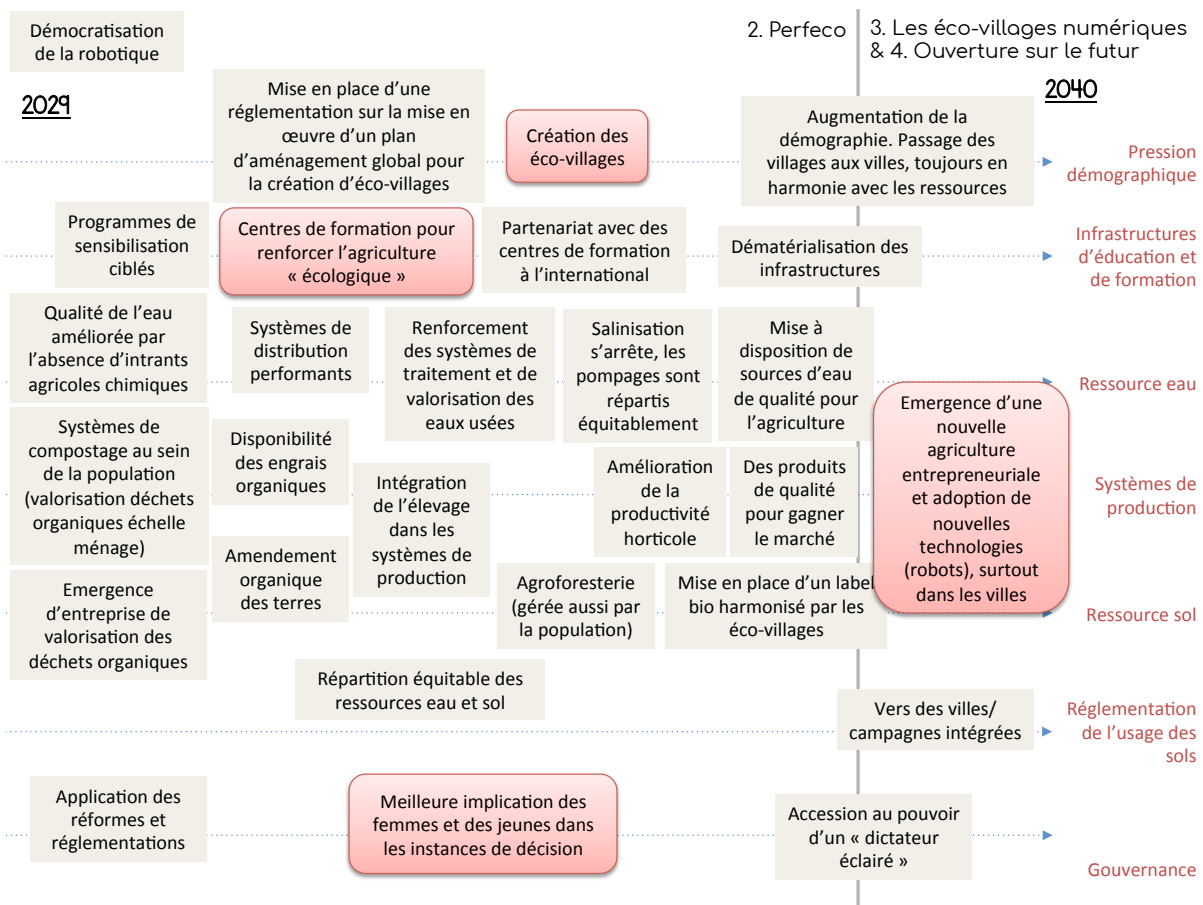 Démocratisation
de la robotique
2. Perfeco
3. Les éco-villages numériques
& 4. Ouverture sur le futur
2029
2040
Mise en place d'une
réglementation sur la mise en
œuvre d'un plan
d'aménagement global pour
la création d'éco-villages
Création des
éco-villages
Augmentation de la
démographie. Passage des
villages aux villes, toujours en
harmonie avec les ressources
Pression
démographique
Programmes de
sensibilisation
ciblés
Centres de formation pour
renforcer l'agriculture
« écologique »
Partenariat avec des
centres de formation
à l'international
Dématérialisation des
infrastructures
Infrastructures
d'éducation et
de formation
Qualité de l'eau
améliorée par
l'absence d'intrants
agricoles chimiques
Systèmes de
distribution
performants
Renforcement
des systèmes de
traitement et de
valorisation des
eaux usées
Salinisation
s'arrête, les
pompages sont
répartis
équitablement
Mise à
disposition de
sources d'eau
de qualité pour
l'agriculture
Ressource eau
Emergence d'une
nouvelle
agriculture
entrepreneuriale
et adoption de
nouvelles
technologies
(robots), surtout
dans les villes
Systèmes de
compostage au sein
de la population
(valorisation déchets
organiques échelle
ménage)
Disponibilité
des engrais
organiques
Intégration
de l'élevage
dans les
systèmes de
production
Amélioration
de la
productivité
horticole
Des produits
de qualité
pour gagner
le marché
Systèmes de
production
Amendement
organique
des terres
Emergence
d'entreprise de
valorisation des
déchets organiques
Agroforesterie
(gérée aussi par
la population)
Mise en place d'un label
bio harmonisé par les
éco-villages
Ressource sol
Répartition équitable des
ressources eau et sol
Vers des villes/
campagnes intégrées
Réglementation
de l'usage des
sols
Application des
réformes et
réglementations
Meilleure implication des
femmes et des jeunes dans
les instances de décision
Accession au pouvoir
d'un « dictateur
éclairé »
Gouvernance